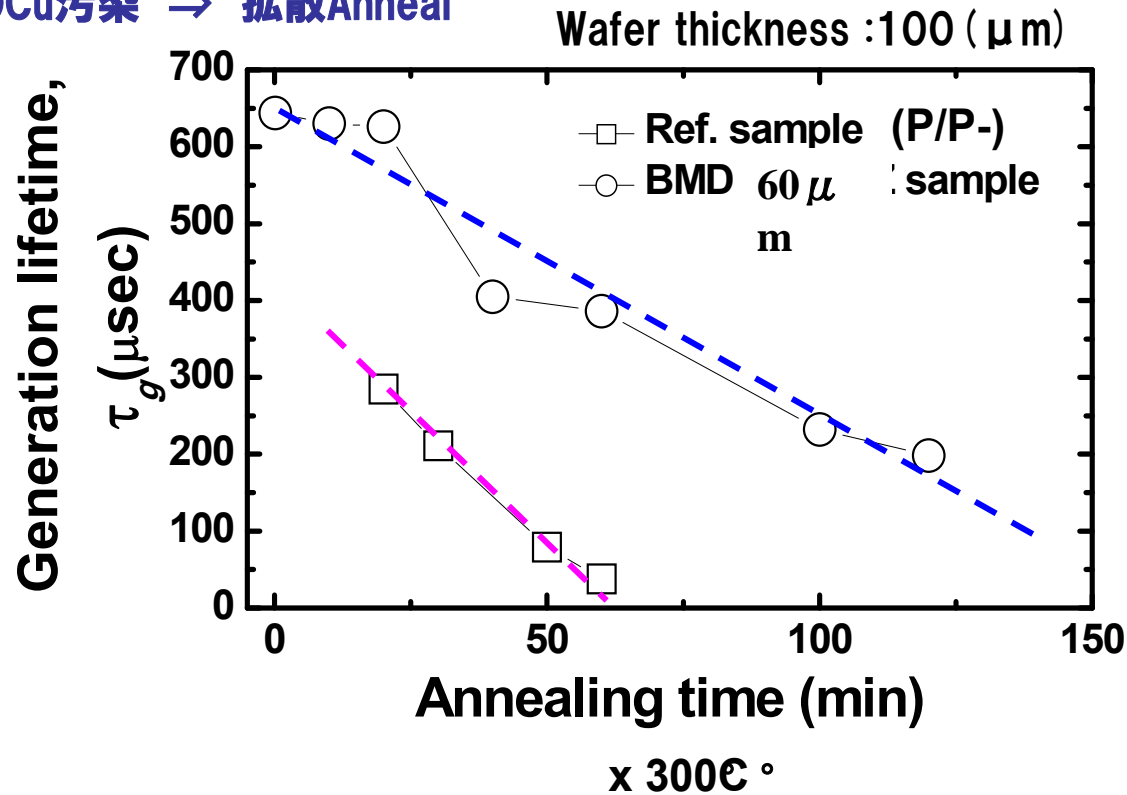 Cu汚染 → 拡散Anneal
Wafer thickness :100 (μm)
Generation lifetime,
τg(μsec)
700
600
500
400
300
200
100
0
Ref. sample (P/P-)
BMD 60μ sample
m
0 50 100 150
Annealing time (min)
x 300C °